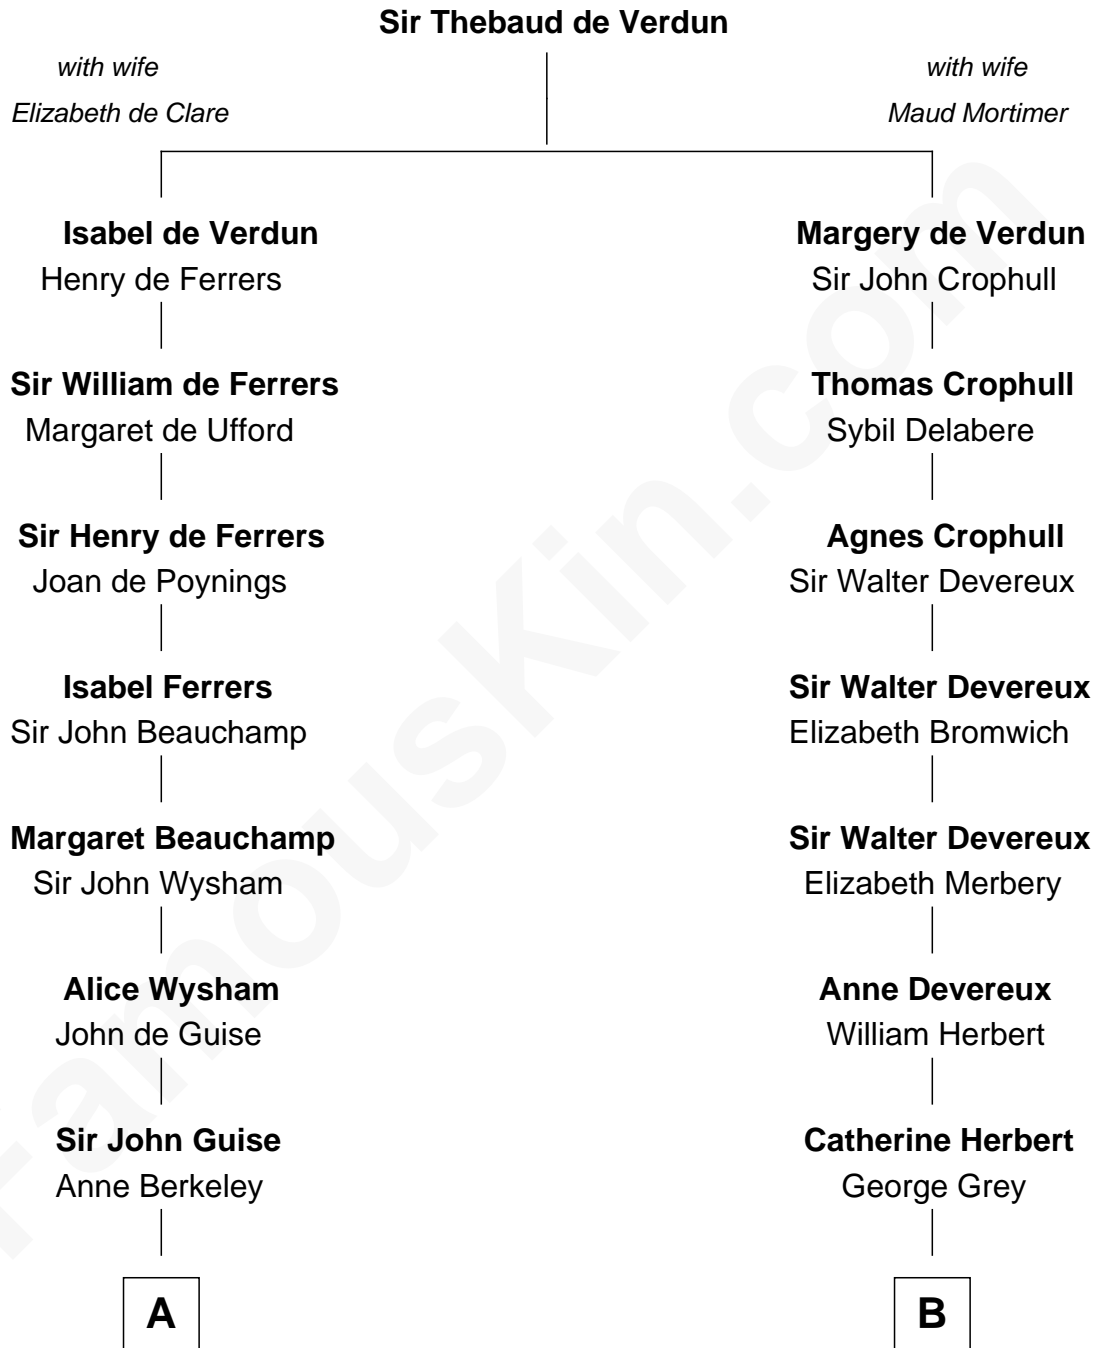 Sir Thebaud de Verdun
with wife
Elizabeth de Clare
with wife
Maud Mortimer
Isabel de Verdun
Henry de Ferrers
Margery de Verdun
Sir John Crophull
Sir William de Ferrers
Margaret de Ufford
Thomas Crophull
Sybil Delabere
Sir Henry de Ferrers
Joan de Poynings
Agnes Crophull
Sir Walter Devereux
Isabel Ferrers
Sir John Beauchamp
Sir Walter Devereux
Elizabeth Bromwich
Margaret Beauchamp
Sir John Wysham
Sir Walter Devereux
Elizabeth Merbery
Alice Wysham
John de Guise
Anne Devereux
William Herbert
Sir John Guise
Anne Berkeley
Catherine Herbert
George Grey
A
B
FamousKin.com